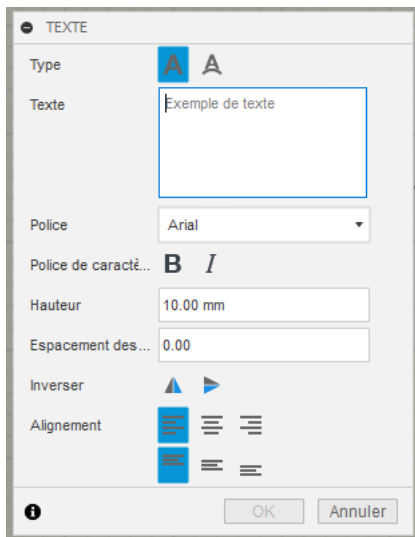 TEXTE
Type A A
Texte
Exemple de texte
Police Arial
Police de caractè... B I
Hauteur 10.00 mm
Espacement des... 0.00
Inverser
Alignement
OK Annuler